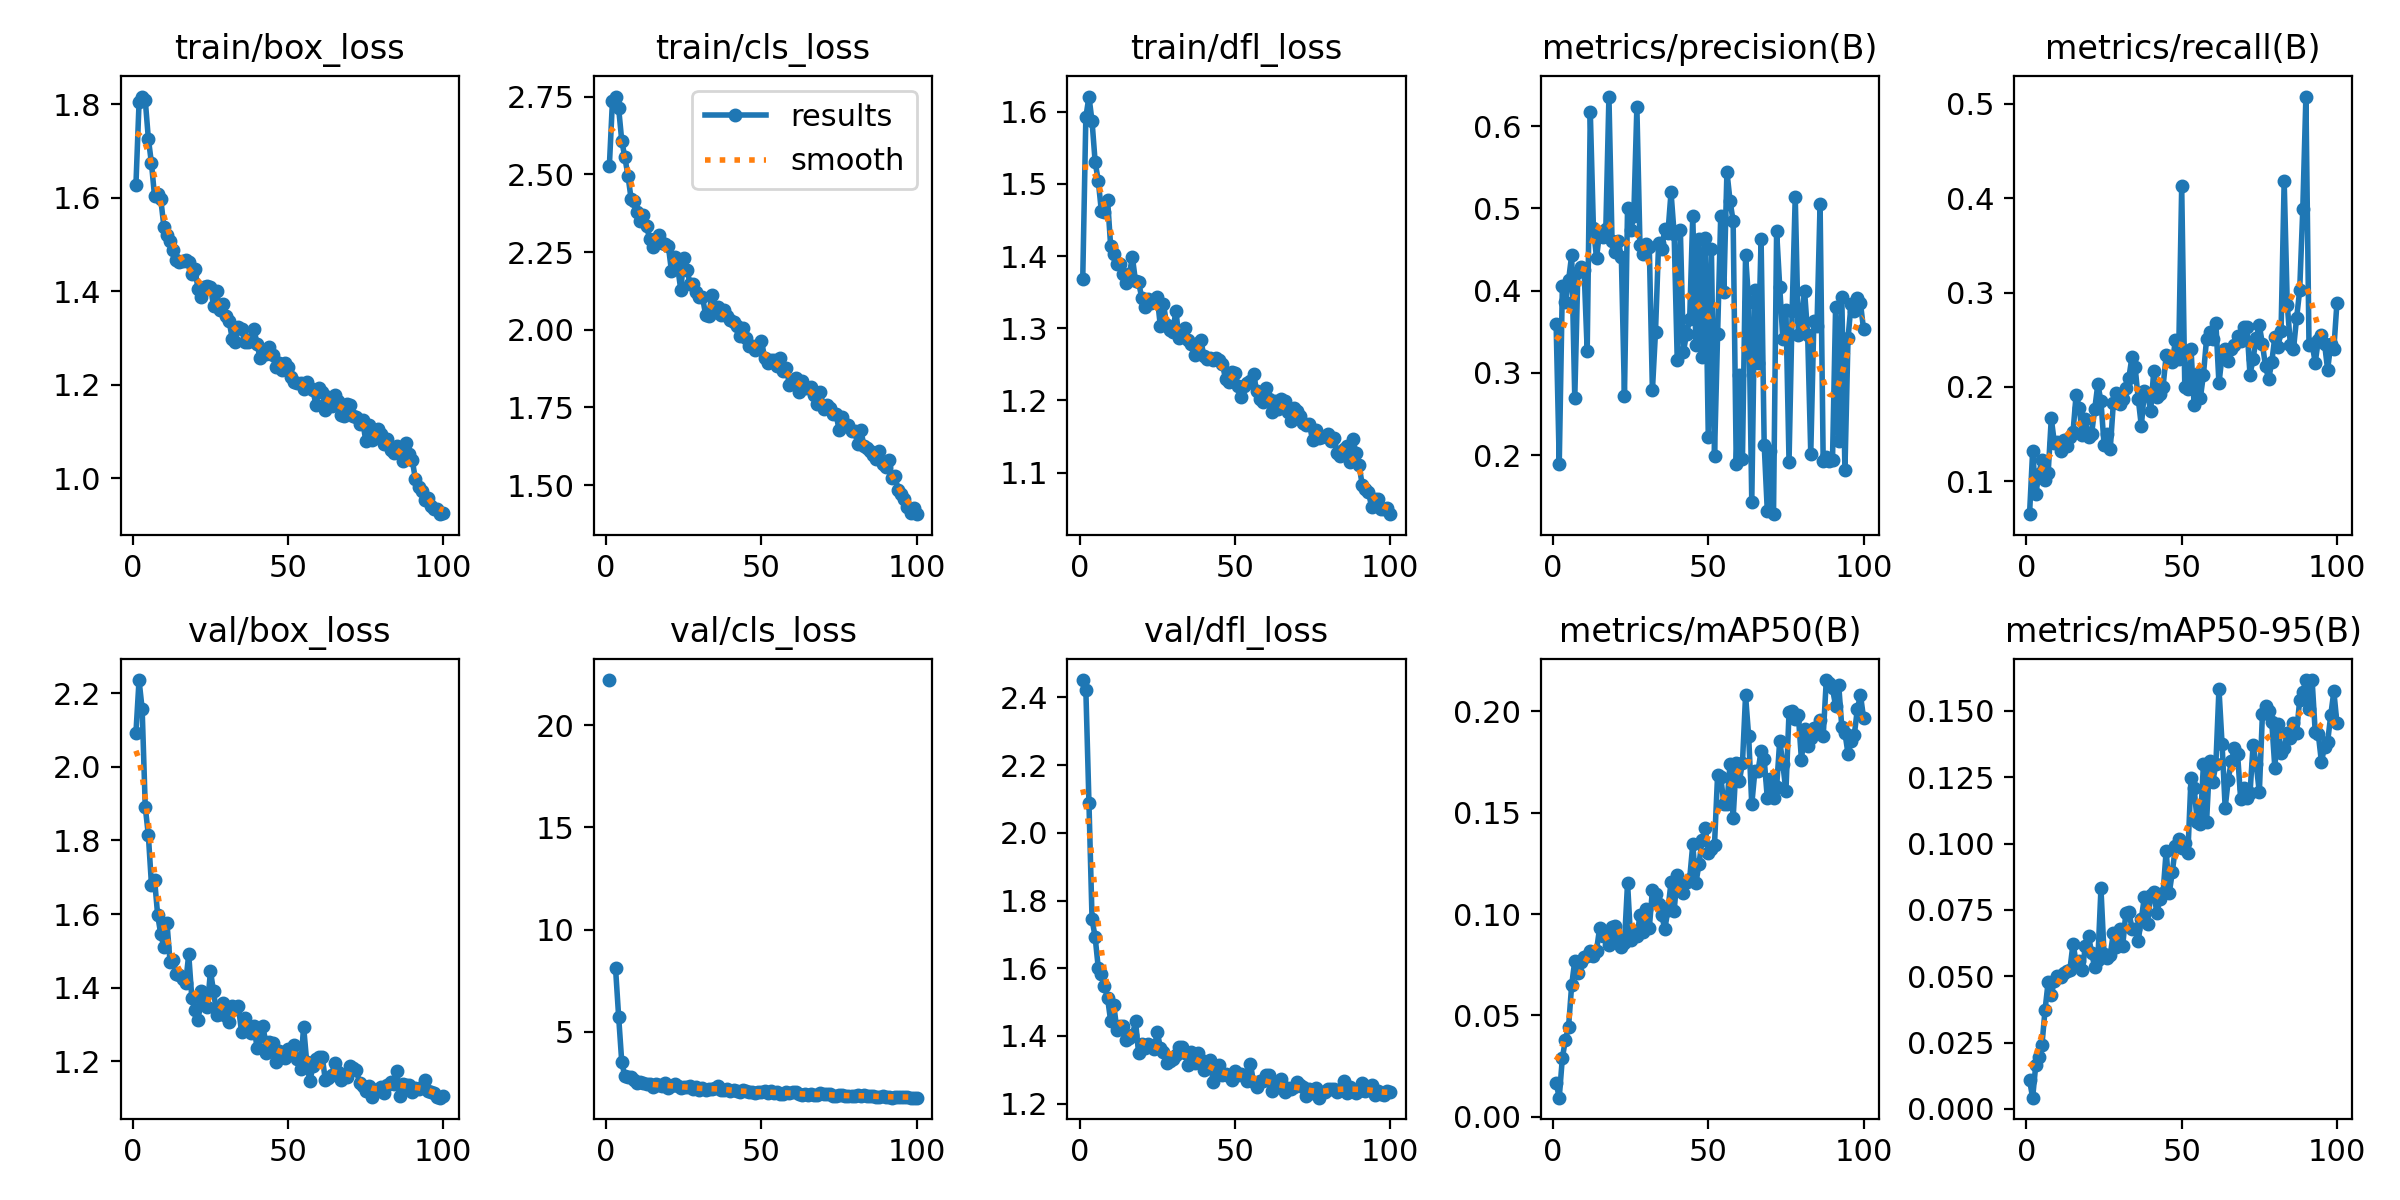 train/box_loss
1.8
1.6
1.4
1.2
1.0
0 50 100
train/cls_loss
results
smooth
2.75
2.50
2.25
2.00
1.75
1.50
0 50 100
train/dfl_loss
1.6
1.5
1.4
1.3
1.2
1.1
0 50 100
metrics/precision(B)
0.6
0.5
0.4
0.3
0.2
0 50 100
metrics/recall(B)
0.5
0.4
0.3
0.2
0.1
0 50 100
val/box_loss
2.2
2.0
1.8
1.6
1.4
1.2
0 50 100
val/cls_loss
20
15
10
5
0 50 100
val/dfl_loss
2.4
2.2
2.0
1.8
1.6
1.4
1.2
0 50 100
metrics/mAP50(B)
0.20
0.15
0.10
0.05
0.00
0 50 100
metrics/mAP50-95(B)
0.150
0.125
0.100
0.075
0.050
0.025
0.000
0 50 100